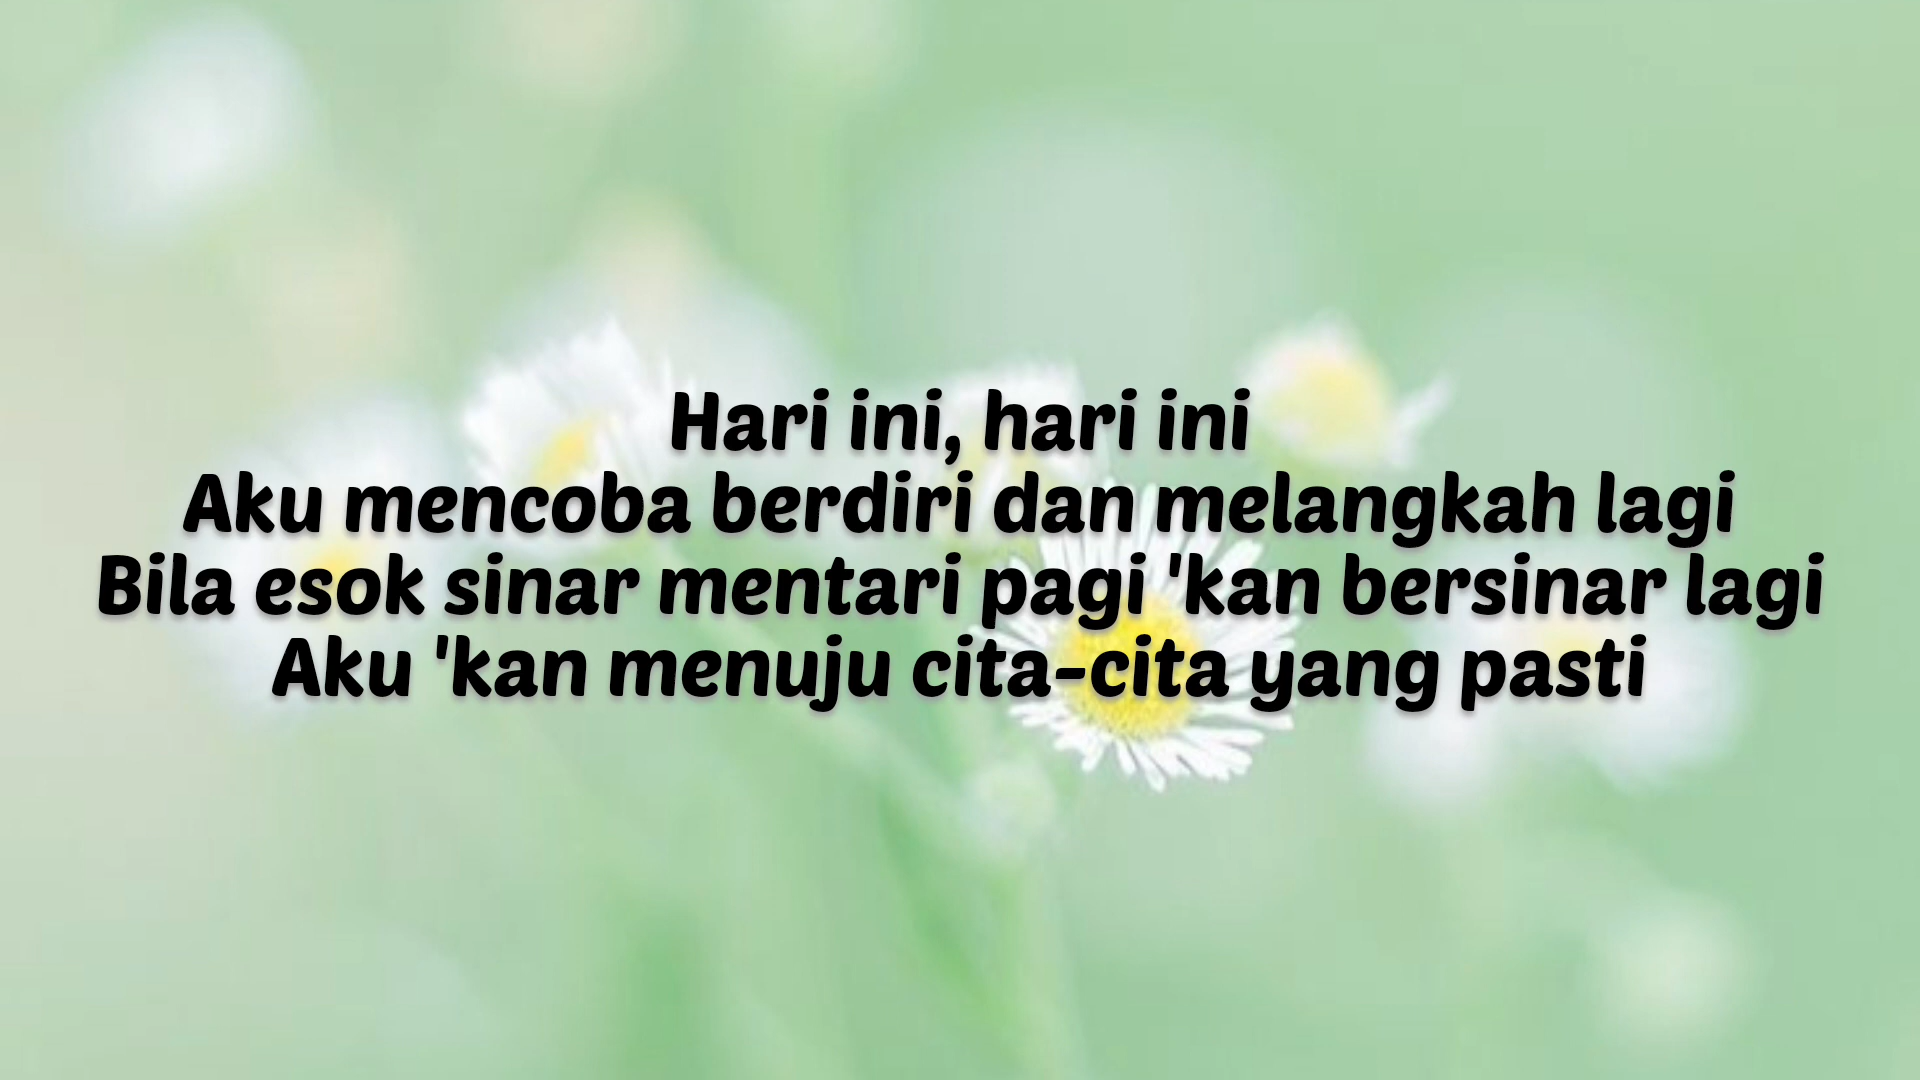 Hari ini, hari ini
Aku mencoba berdiri dan melangkah lagi
Bila esok sinar mentari pagi 'kan bersinar lagi
Aku 'kan menuju cita-cita yang pasti